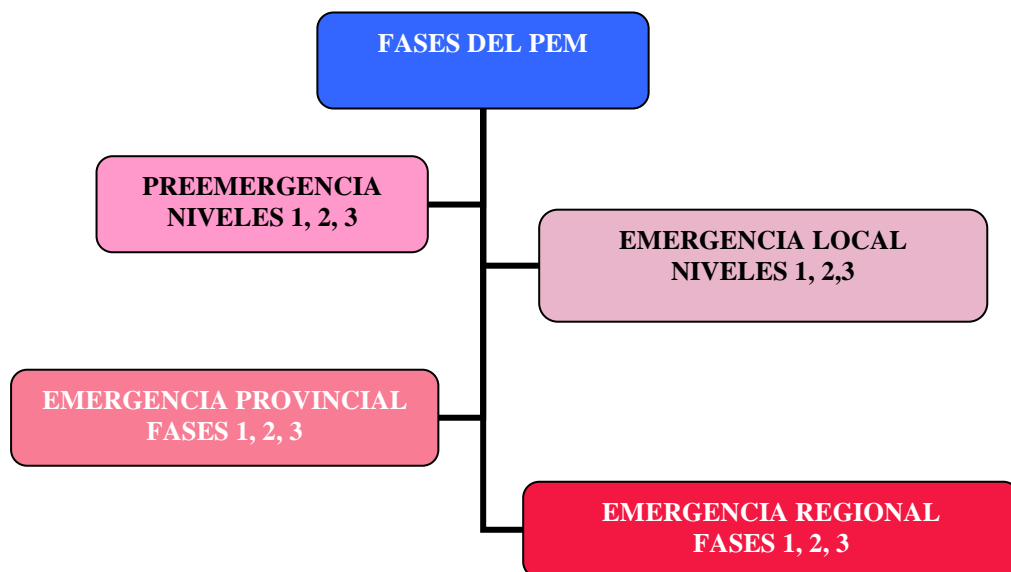 FASES DEL PEM
PREEMERGENCIA
NIVELES 1, 2, 3
EMERGENCIA LOCAL
NIVELES 1, 2,3
EMERGENCIA PROVINCIAL
FASES 1, 2, 3
EMERGENCIA REGIONAL
FASES 1, 2, 3